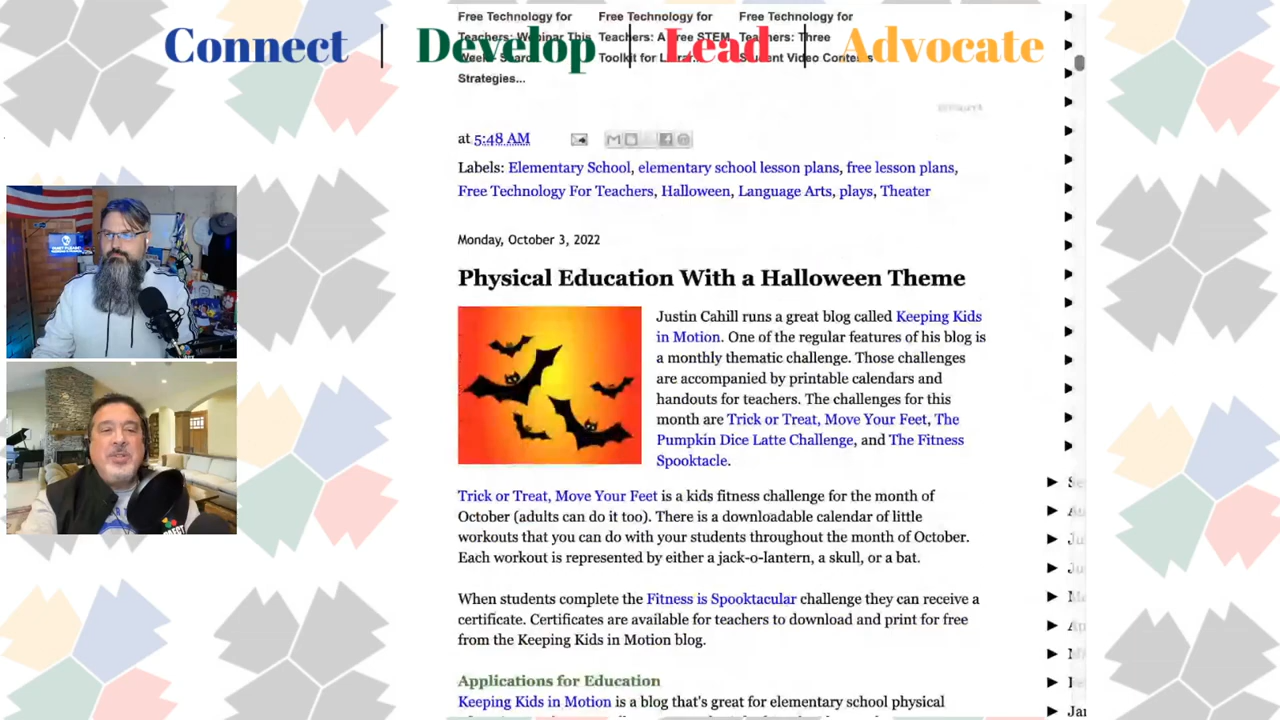 Connect | Develop | Lead | Advocate
Free Technology for Free Technology for Free Technology for
Teachers: Webinar This Teachers: A Free STEM Teachers: Three
Toolkit for Student Video Contests
Strategies...
at 5:48 AM
Labels: Elementary School, elementary school lesson plans, free lesson plans,
Free Technology For Teachers, Halloween, Language Arts, plays, Theater
Monday, October 3, 2022
Physical Education With a Halloween Theme
Justin Cahill runs a great blog called Keeping Kids
in Motion. One of the regular features of his blog is
a monthly thematic challenge. Those challenges
are accompanied by printable calendars and
handouts for teachers. The challenges for this
month are Trick or Treat, Move Your Feet, The
Pumpkin Dice Latte Challenge, and The Fitness
Spooktacle.
Trick or Treat, Move Your Feet is a kids fitness challenge for the month of
October (adults can do it too). There is a downloadable calendar of little
workouts that you can do with your students throughout the month of October.
Each workout is represented by either a jack-o-lantern, a skull, or a bat.
When students complete the Fitness is Spooktacular challenge they can receive a
certificate. Certificates are available for teachers to download and print for free
from the Keeping Kids in Motion blog.
Applications for Education
Keeping Kids in Motion is a blog that's great for elementary school physical